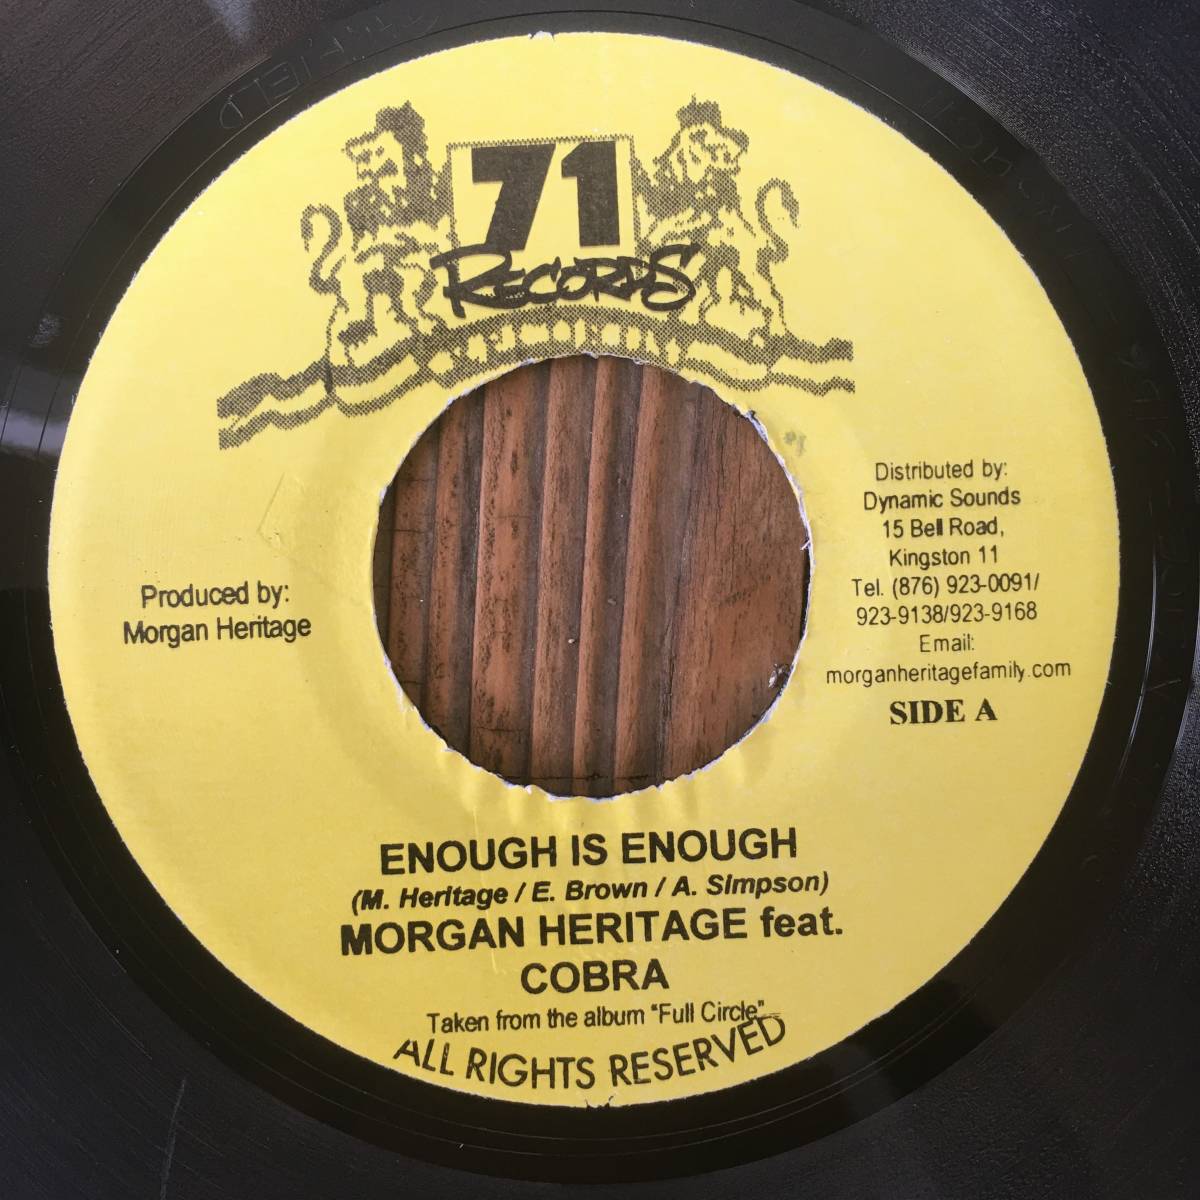 71
RECORDS
Produced by:
Morgan Heritage
Distributed by:
Dynamic Sounds
15 Bell Road,
Kingston 11
Tel. (876) 923-0091/
923-9138/923-9168
Email:
morganheritagefamily.com
SIDE A
ENOUGH IS ENOUGH
(M. Heritage / E. Brown / A. Simpson)
MORGAN HERITAGE feat.
COBRA
Taken from the album "Full Circle"
ALL RIGHTS RESERVED